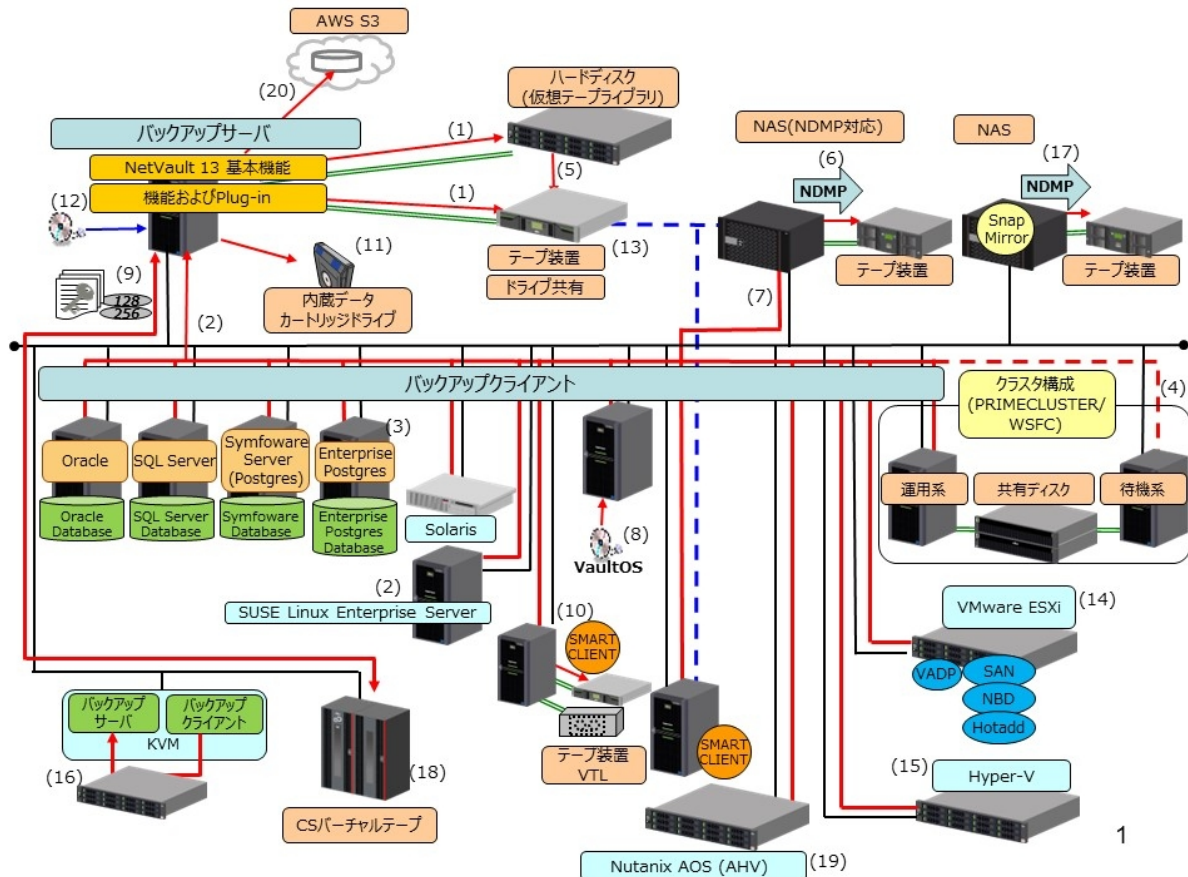 AWS S3
(20)
ハードディスク
(仮想テープライブラリ)
バックアップサーバ
(1)
NAS(NDMP対応)
NAS
NetVault 13 基本機能
(5)
(6)
(17)
機能およびPlug-in
(1)
NDMP
NDMP
(12)
Snap
Mirror
(11)
(13)
テープ装置
テープ装置
テープ装置
ドライブ共有
(9)
内蔵データ
カートリッジドライブ
128
256
(2)
(7)
バックアップクライアント
クラスタ構成
(PRIMECLUSTER/
WSFC)
(4)
(3)
Oracle
SQL Server
Symfoware
Server
(Postgres)
Enterprise
Postgres
運用系
共有ディスク
待機系
Oracle
Database
SQL Server
Database
Symfoware
Database
Enterprise
Postgres
Database
Solaris
(8)
VaultOS
(2)
SUSE Linux Enterprise Server
(10)
SMART
CLIENT
VMware ESXi
(14)
VADP
SAN
NBD
Hotadd
バックアップ
サーバ
バックアップ
クライアント
KVM
(16)
(18)
CSバーチャルテープ
テープ装置
VTL
SMART
CLIENT
(15)
Hyper-V
Nutanix AOS (AHV)
(19)
1